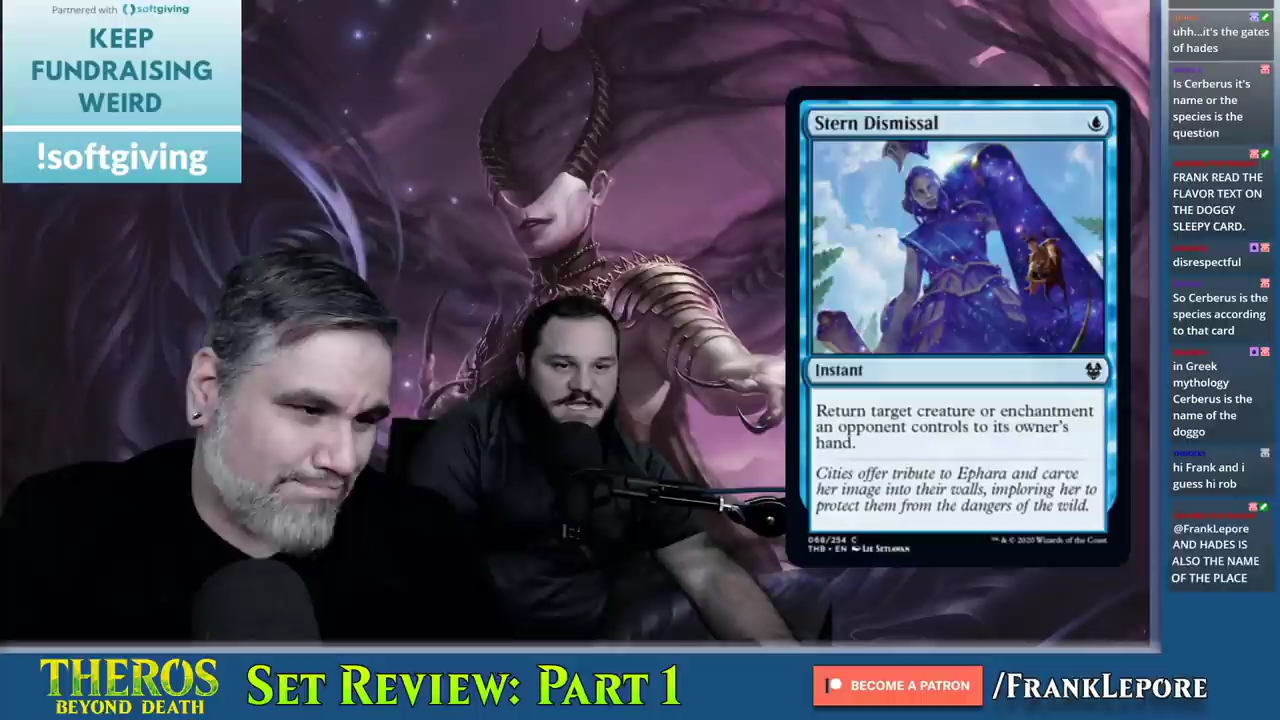 Partned with softgiving
KEEP
FUNDRAISING
WEIRD
!softgiving
Stern Dismissal
Instant
Return target creature or enchantment
an opponent controls to its owner's
hand.
Cities offer tribute to Ephara and carve
her image into their walls, imploring her to
protect them from the dangers of the wild.
068/254 C
THB • EN LIE SETIAWAN
™ & © 2020 Wizards of the Coast
uhh...it's the gates
of hades
Is Cerberus it's
name or the
species is the
question
FRANK READ THE
FLAVOR TEXT ON
THE DOGGY
SLEEPY CARD.
disrespectful
So Cerberus is the
species according
to that card
in Greek
mythology
Cerberus is the
name of the
doggo
hi Frank and i
guess hi rob
@FrankLepore
AND HADES IS
ALSO THE NAME
OF THE PLACE
THEROS
BEYOND DEATH
SET REVIEW: PART 1
BECOME A PATRON
/FRANKLEPORE